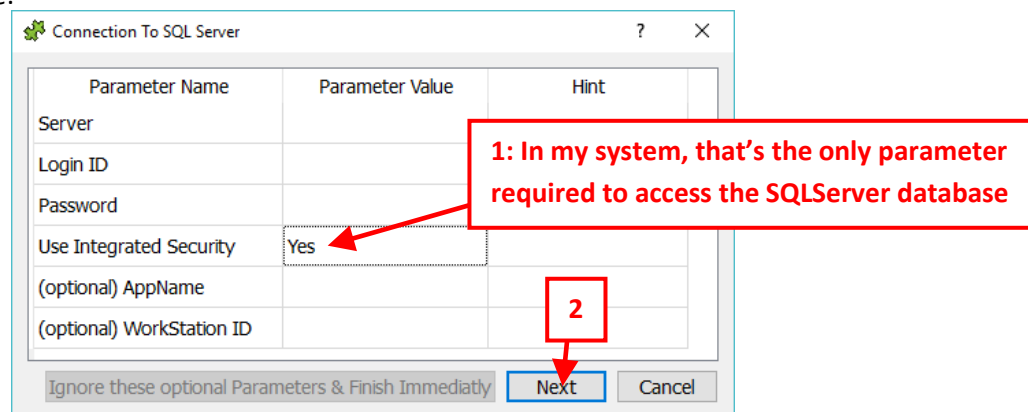 e.
Connection To SQL Server ? ×
Parameter Name Parameter Value Hint
Server
Login ID
Password
Use Integrated Security Yes
(optional) AppName
(optional) WorkStation ID
1: In my system, that’s the only parameter
required to access the SQLServer database
2
Ignore these optional Parameters & Finish Immediatly Next Cancel